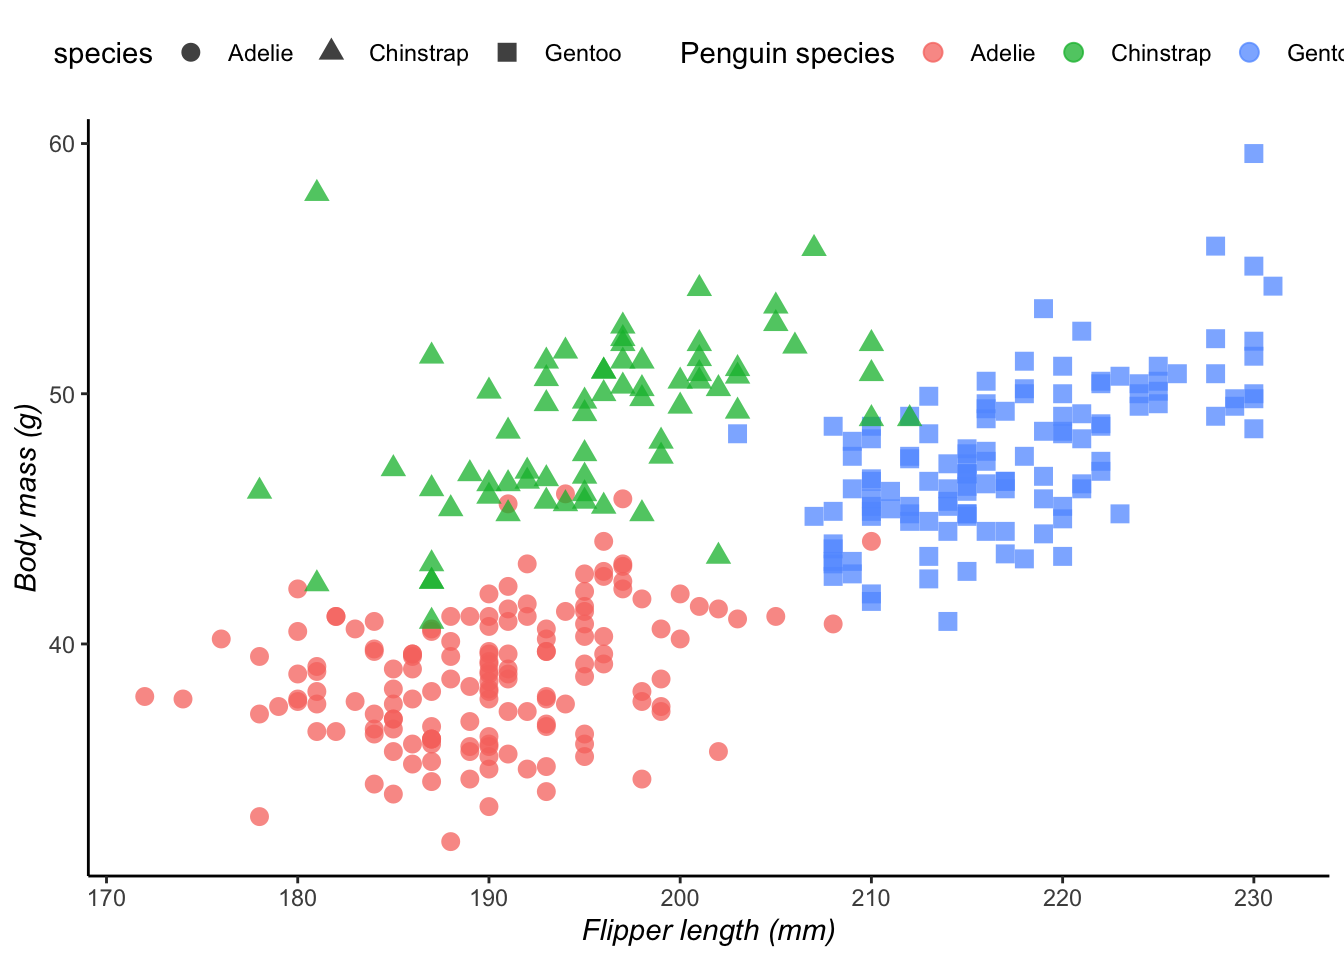 species Adelie Chinstrap Gentoo Penguin species Adelie Chinstrap Gento
60
50
40
Body mass (g)
170 180 190 200 210 220 230
Flipper length (mm)